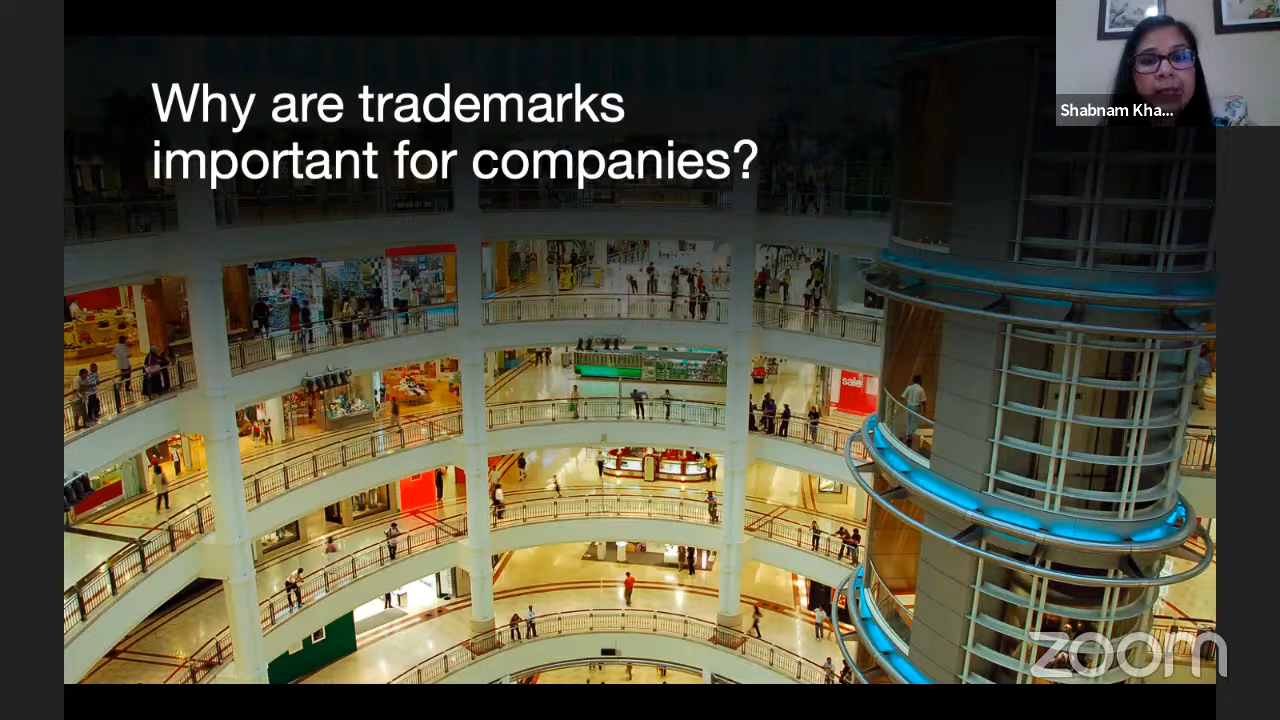 Why are trademarks
important for companies?
Shabnam Kha...
sale
zoom